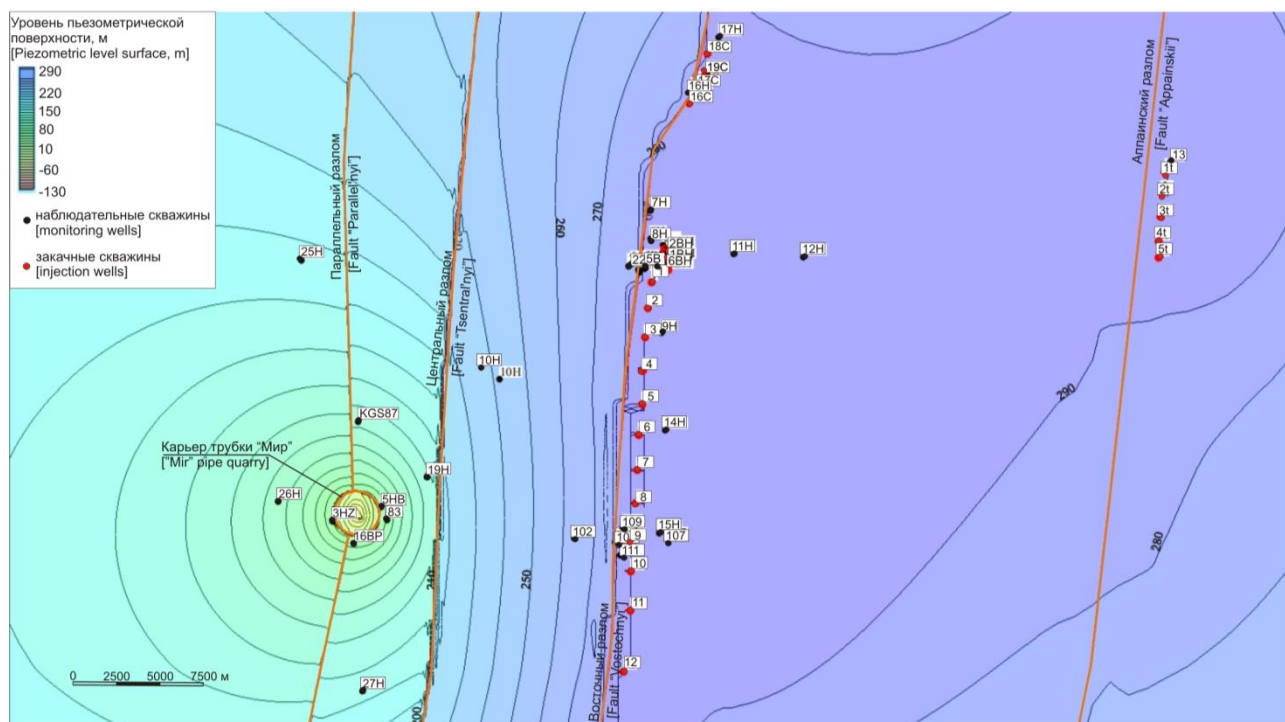 Уровень пьезометрической
поверхности, м
[Piezometric level surface, m]
290
220
150
80
10
-60
-130
наблюдательные скважины
[monitoring wells]
закачные скважины
[injection wells]
Параллельный разлом
[Fault "Parallel'nyi"]
Центральный разлом
[Fault "Tsentral'nyi"]
Восточный разлом
[Fault "Vostochnyi"]
Аппаинский разлом
[Fault "Appainskii"]
Карьер трубки "Мир"
["Mir" pipe quarry]
17H
18C
19C
16H
16C
13
1t
2t
3t
4t
5t
7H
8H
2BH
6BH
11H
12H
25H
1
2
3
9H
4
5
14H
6
7
8
109
9
15H
107
102
111
10
11
12
10H
10H
KGS87
19H
26H
5HB
3HZ
83
16BP
27H
260
270
290
280
250
210
200
0 2500 5000 7500 м